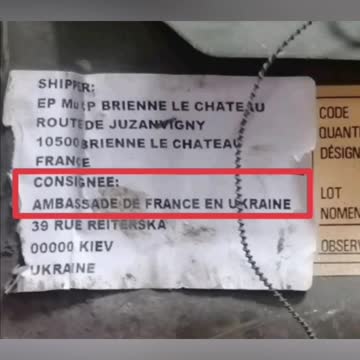 SHIPPER:
EP MuCP BRIENNE LE CHATEAU
ROUTE DE JUZANVIGNY
10500 BRIENNE LE CHATEAU
FRANCE
CONSIGNEE:
AMBASSADE DE FRANCE EN UKRAINE
39 RUE REITERSKA
00000 KIEV
UKRAINE
CODE
QUANT
DÉSIGN
LOT
NOMEN
OBSERV